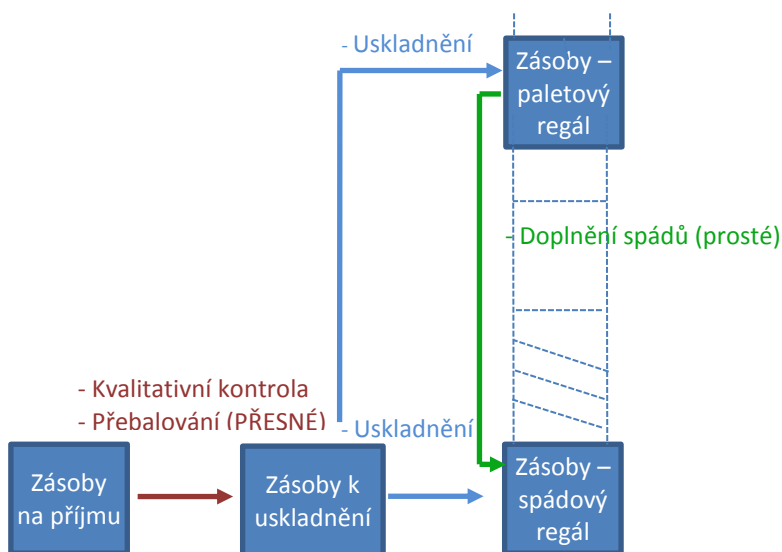 - Uskladnění
Zásoby –
paletový
regál
- Doplnění spádů (prosté)
- Kvalitativní kontrola
- Přebalování (PŘESNÉ)
- Uskladnění
Zásoby
na příjmu
Zásoby k
uskladnění
Zásoby –
spádový
regál